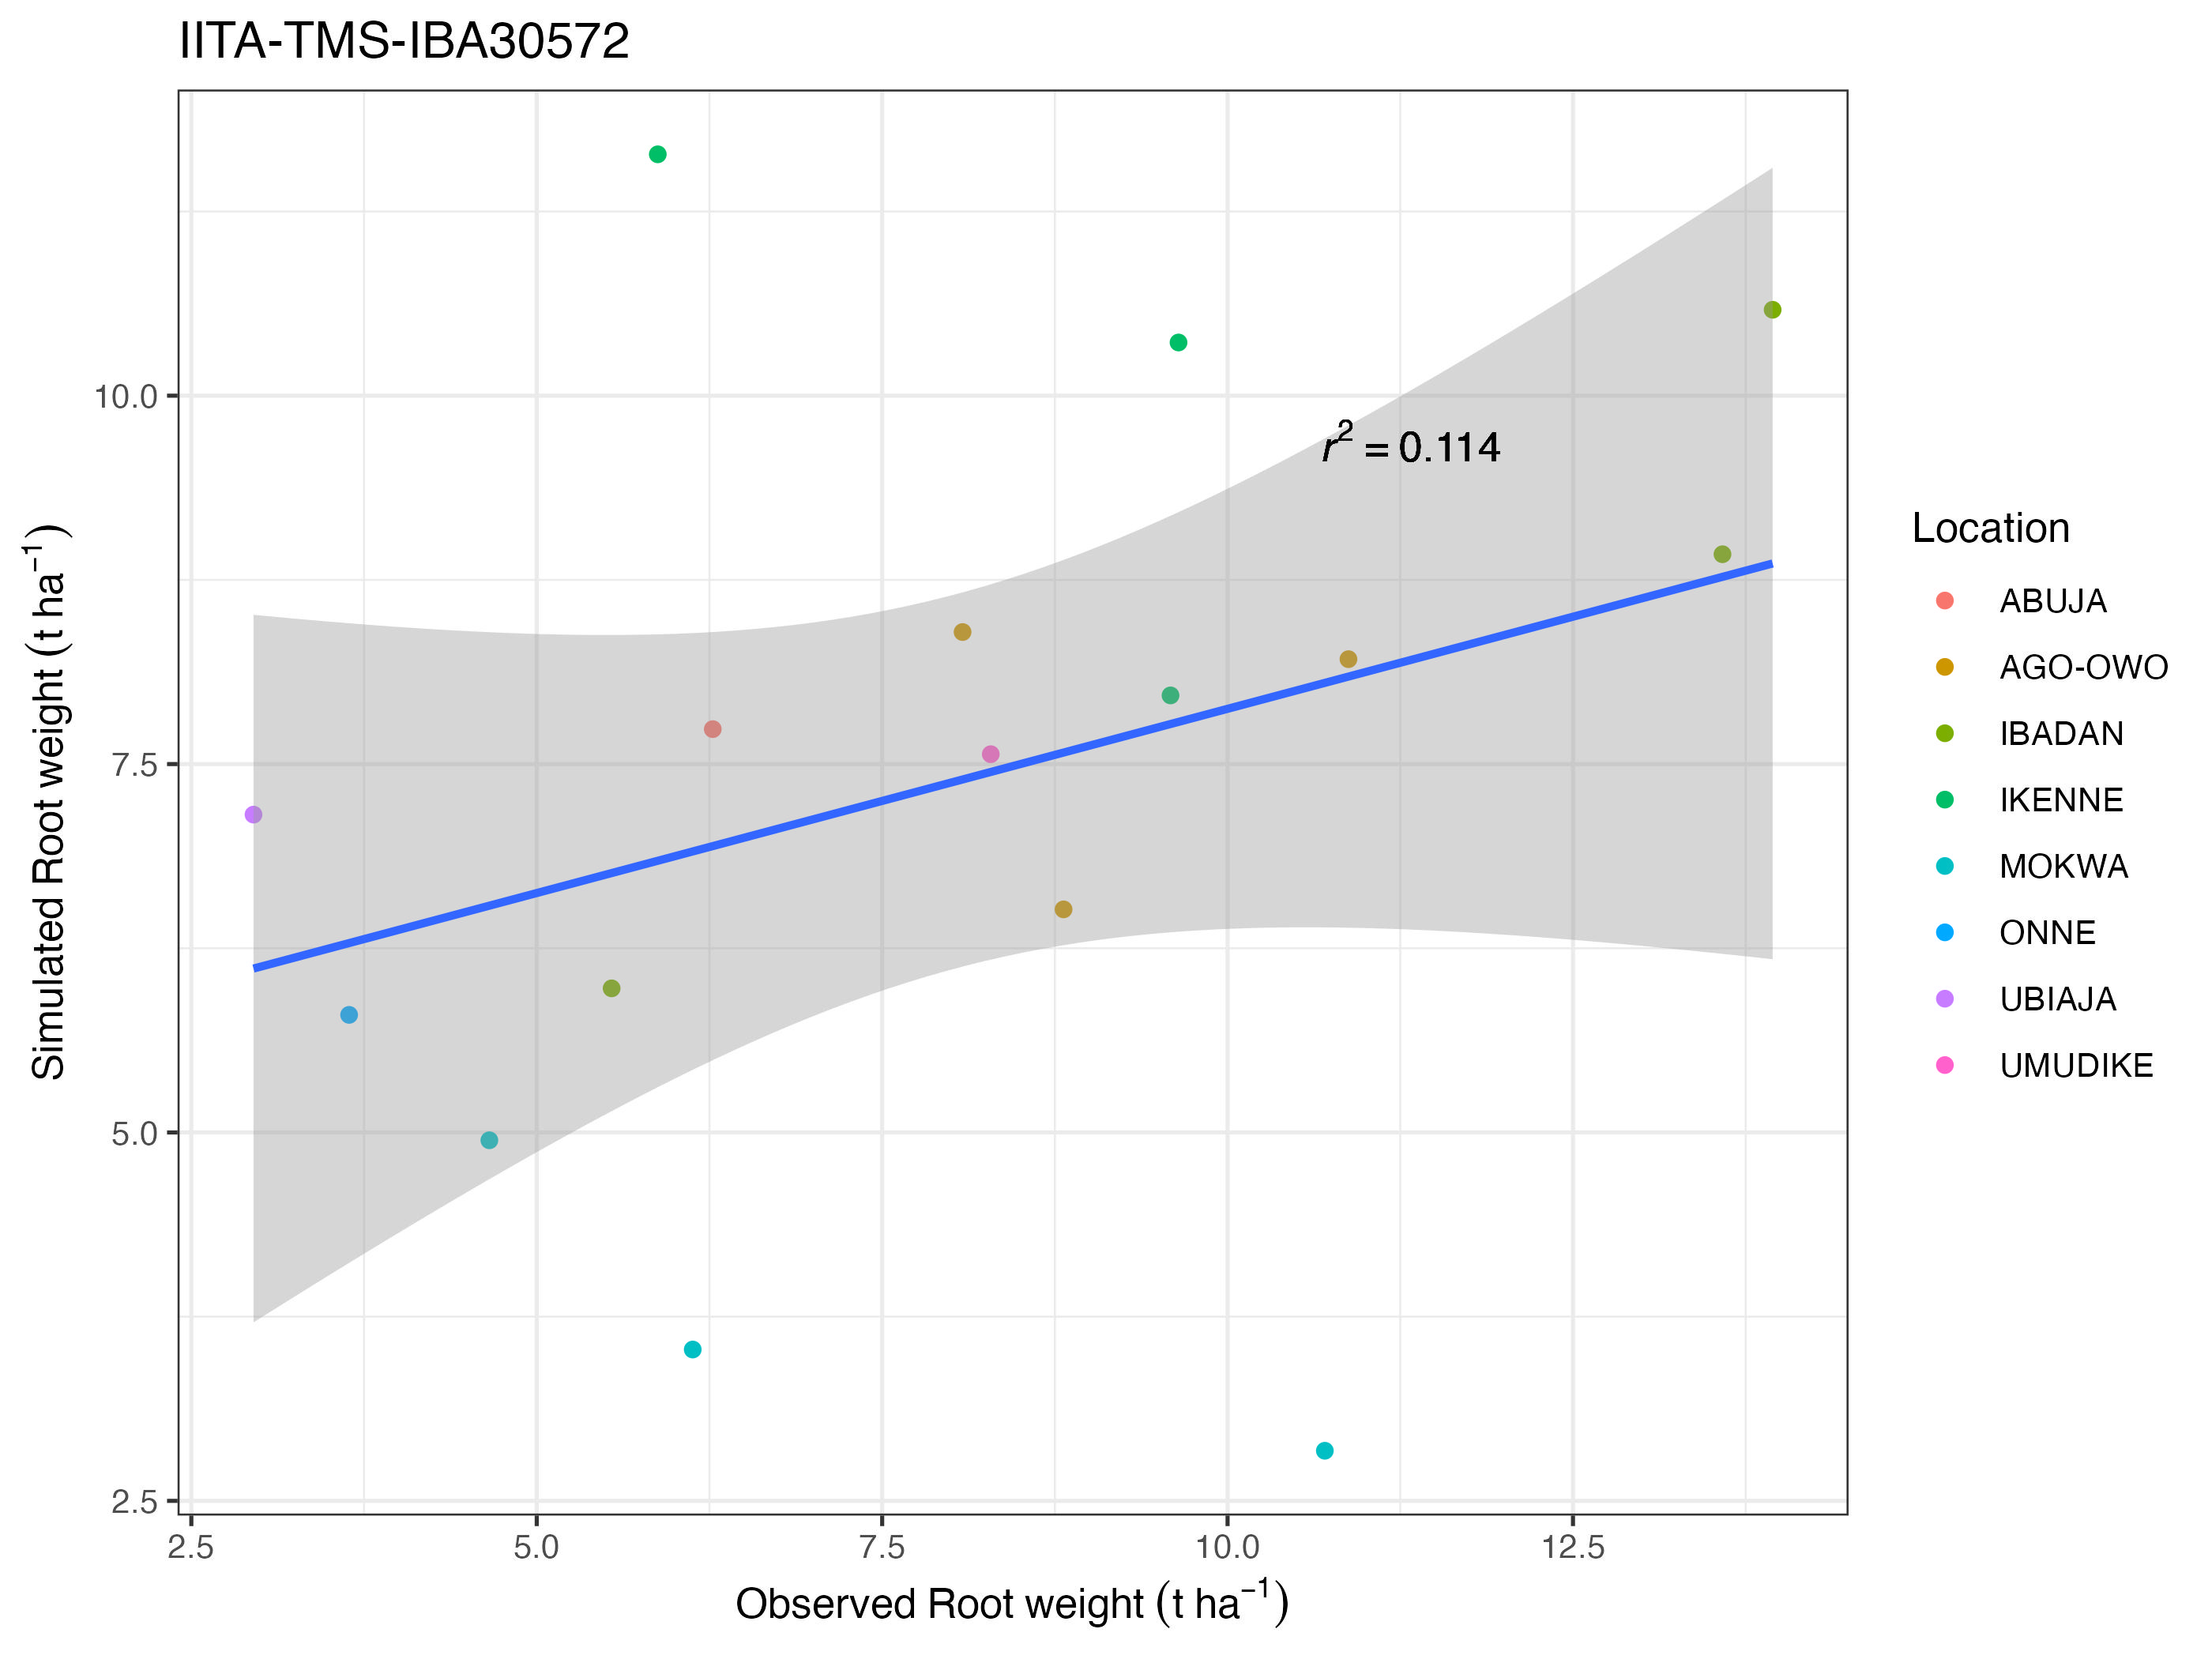 IITA-TMS-IBA30572
10.0
7.5
5.0
2.5
Simulated Root weight (t ha⁻¹)
r² = 0.114
2.5 5.0 7.5 10.0 12.5
Observed Root weight (t ha⁻¹)
Location
ABUJA
AGO-OWO
IBADAN
IKENNE
MOKWA
ONNE
UBIAJA
UMUDIKE